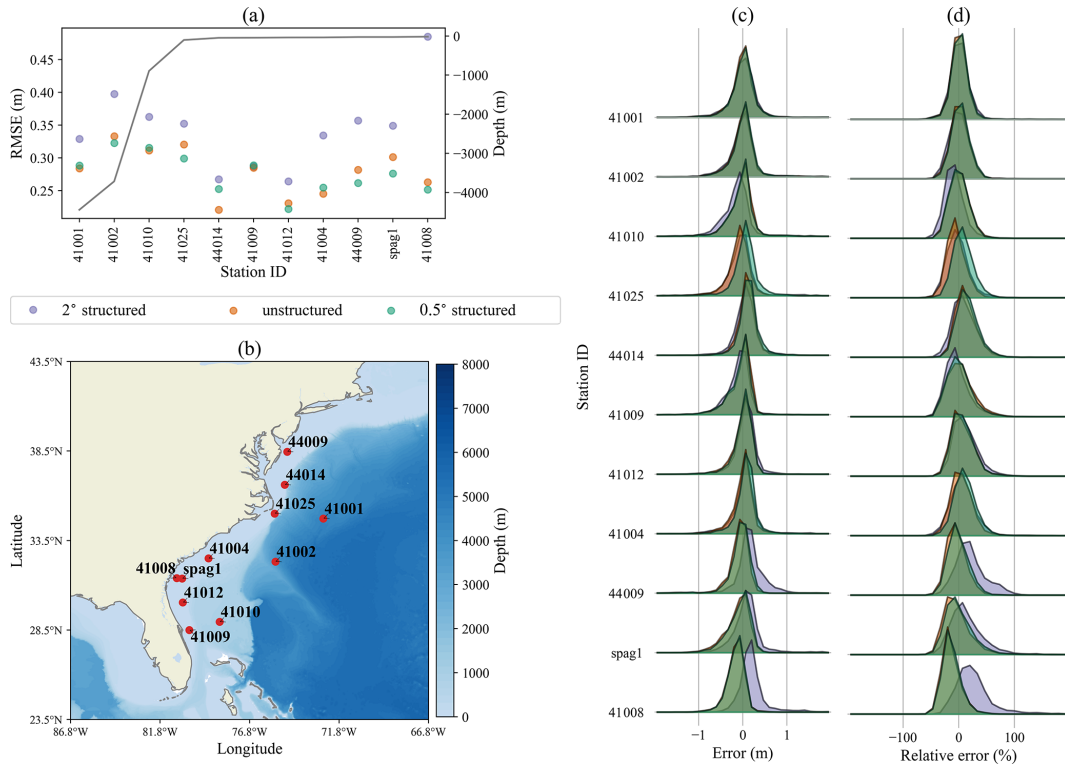 (a)
0.45
0.40
0.35
0.30
0.25
RMSE (m)
0
−1000
−2000
−3000
−4000
Depth (m)
41001
41002
41010
41025
44014
41009
41012
41004
44009
spag1
41008
Station ID
2° structured
unstructured
0.5° structured
(b)
43.5°N
38.5°N
33.5°N
28.5°N
23.5°N
Latitude
86.8°W
81.8°W
76.8°W
71.8°W
66.8°W
Longitude
44009
44014
41025
41001
41004
41002
41008
spag1
41012
41010
41009
8000
7000
6000
5000
4000
3000
2000
1000
0
Depth (m)
(c)
(d)
Station ID
41001
41002
41010
41025
44014
41009
41012
41004
44009
spag1
41008
−1
0
1
Error (m)
−100
0
100
Relative error (%)